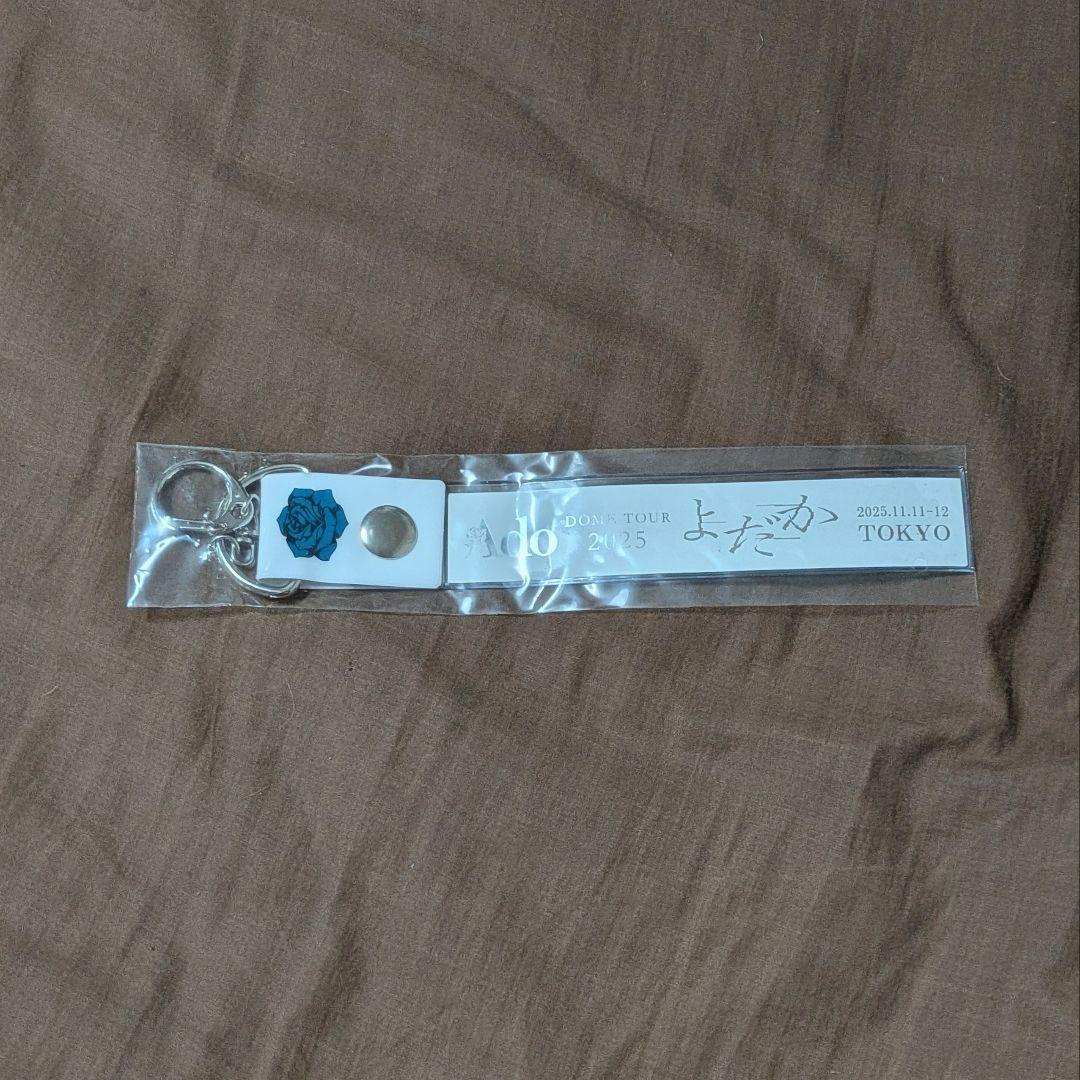 Ado
DOME TOUR
2025
よだか
2025.11.11-12
TOKYO